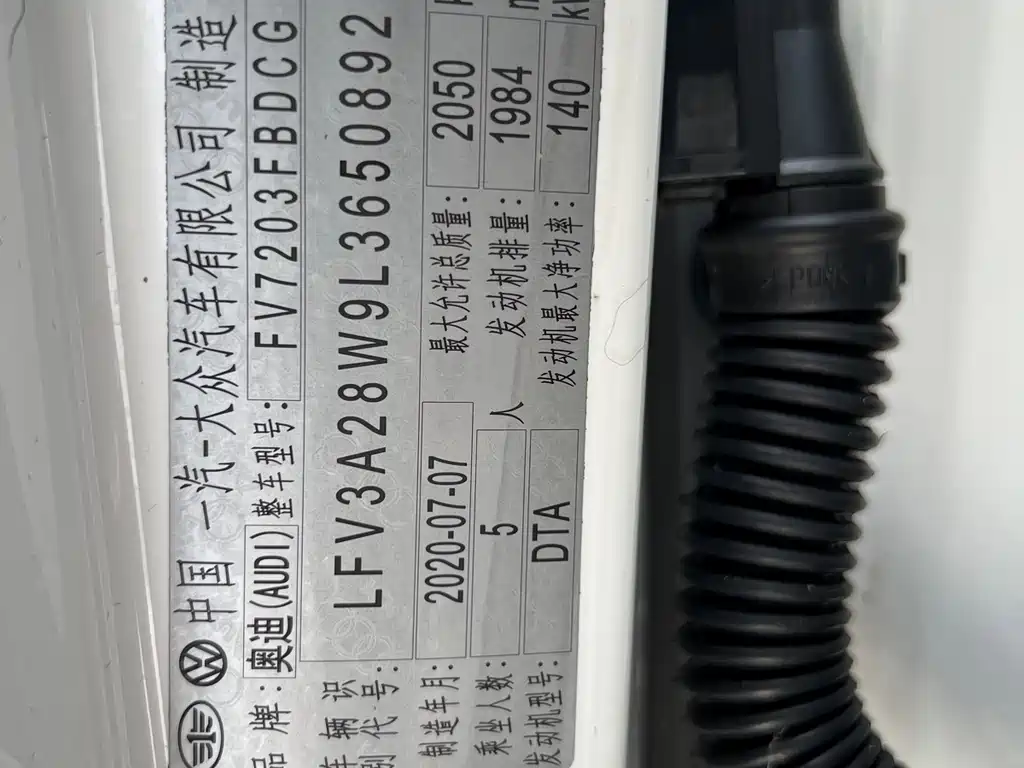 中国 一汽-大众汽车有限公司 制造
品牌: 奥迪(AUDI) 整车型号: FV7203FBDCG
车辆识别代号: LFV3A28W9L3650892
制造年月: 2020-07-07 最大允许总质量: 2050
乘坐人数: 5 人 发动机排量: 1984
发动机型号: DTA 发动机最大净功率: 140 k